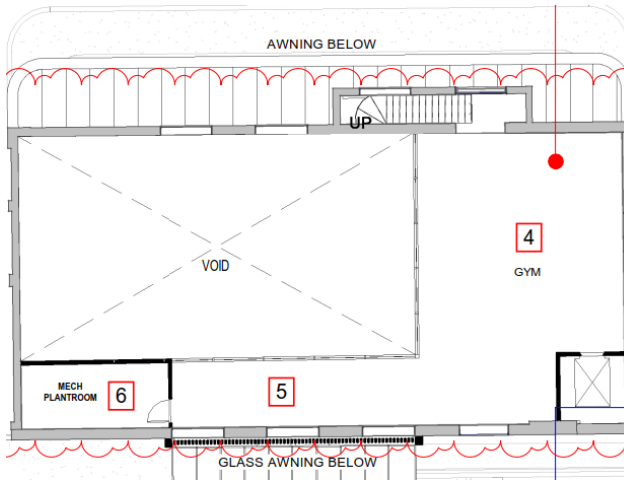 AWNING BELOW
UP
4
GYM
VOID
MECH
PLANTROOM
6
5
GLASS AWNING BELOW